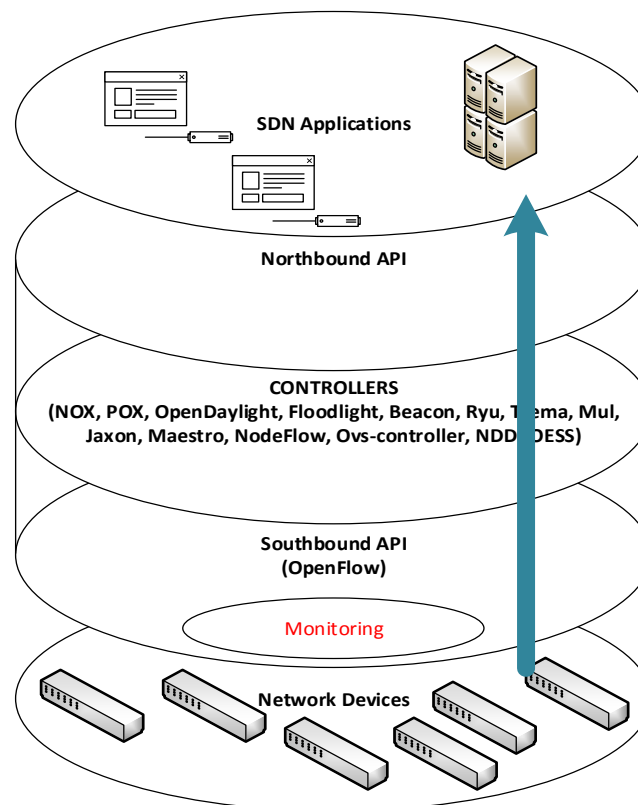 SDN Applications
Northbound API
CONTROLLERS
(NOX, POX, OpenDaylight, Floodlight, Beacon, Ryu, Mul,
Jaxon, Maestro, NodeFlow, Ovs-controller,
Southbound API
(OpenFlow)
Monitoring
Network Devices